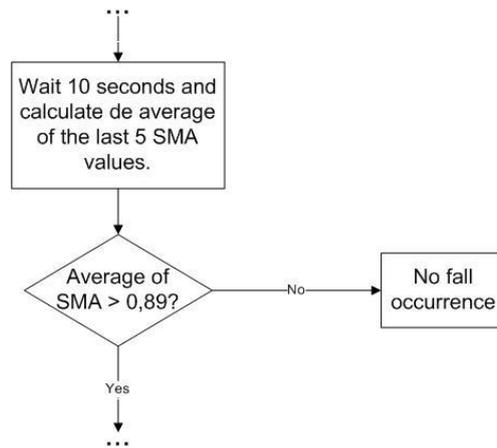 ...
Wait 10 seconds and
calculate de average
of the last 5 SMA
values.
Average of
SMA > 0,89?
No
No fall
occurrence
Yes
...